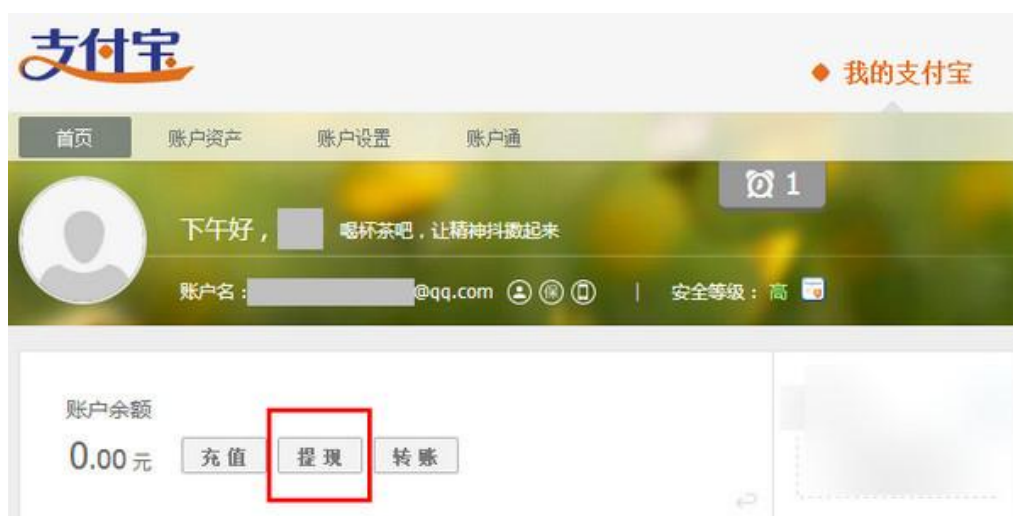 支付宝
我的支付宝
首页 账户资产 账户设置 账户通
1
下午好， 喝杯茶吧，让精神抖擞起来
账户名： @qq.com 保 | 安全等级：高
账户余额
0.00 元 充值 提现 转账